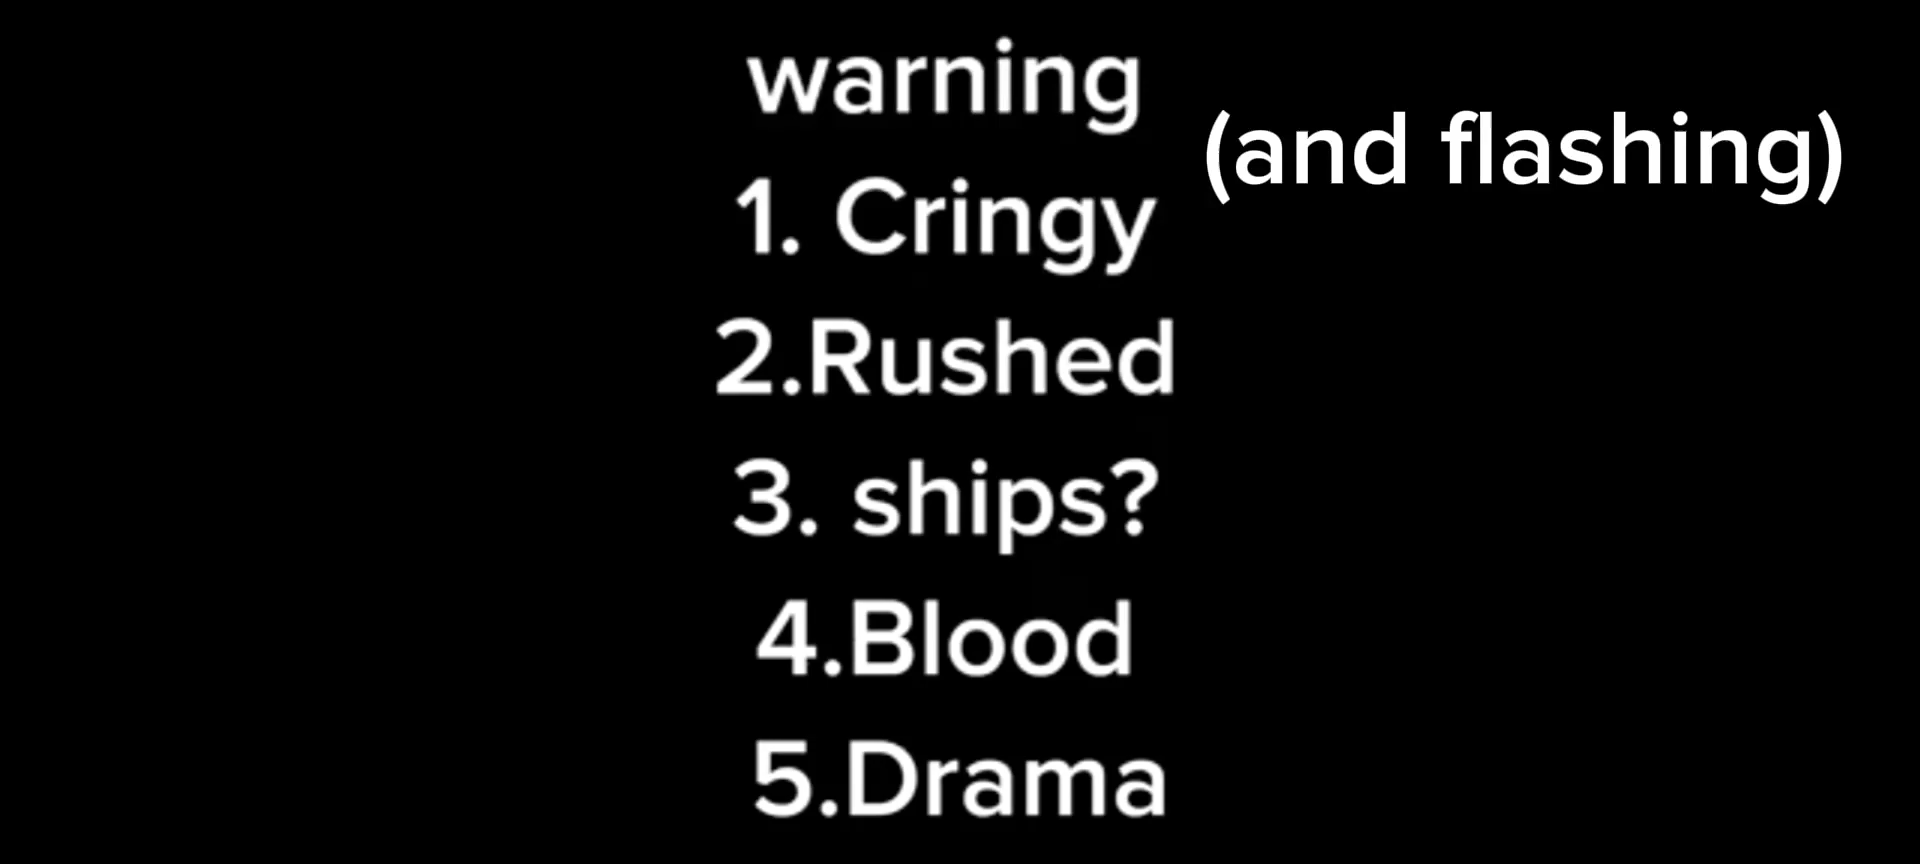 warning
(and flashing)
1. Cringy
2.Rushed
3. ships?
4.Blood
5.Drama